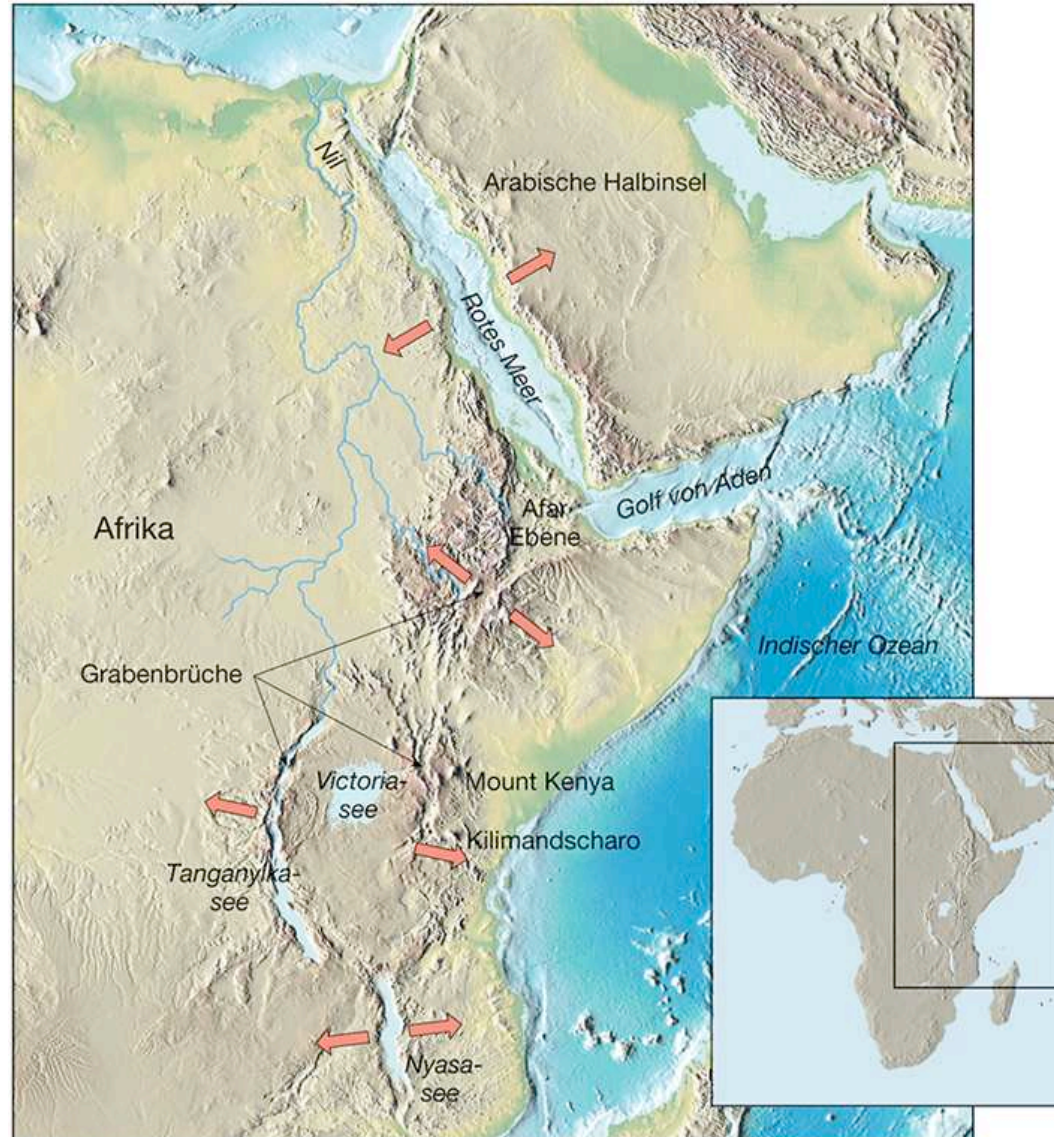 Nil
Arabische Halbinsel
Rotes Meer
Golf von Aden
Afar
Ebene
Afrika
Indischer Ozean
Grabenbrüche
Victoria-
see
Mount Kenya
Kilimandscharo
Tanganyika-
see
Nyasa-
see